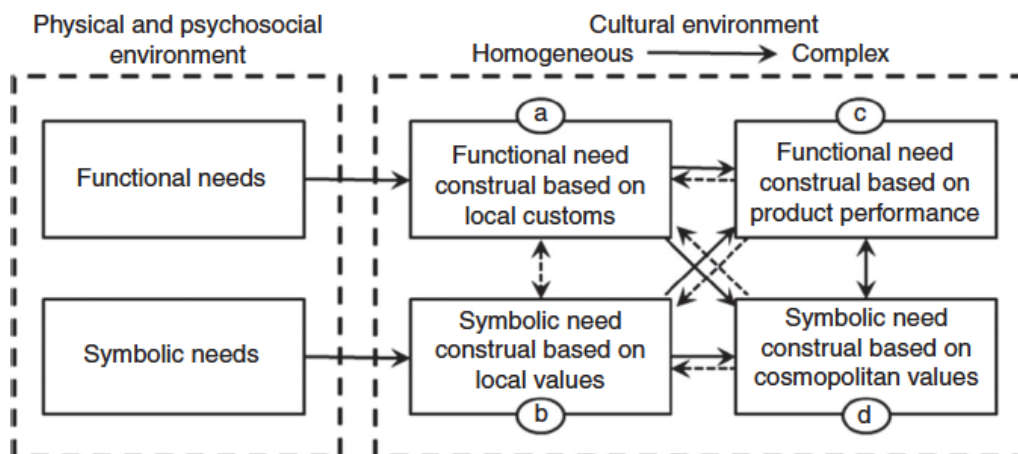 Physical and psychosocial
environment
Cultural environment
Homogeneous
Complex
Functional needs
Symbolic needs
a
Functional need
construal based on
local customs
c
Functional need
construal based on
product performance
Symbolic need
construal based on
local values
b
Symbolic need
construal based on
cosmopolitan values
d